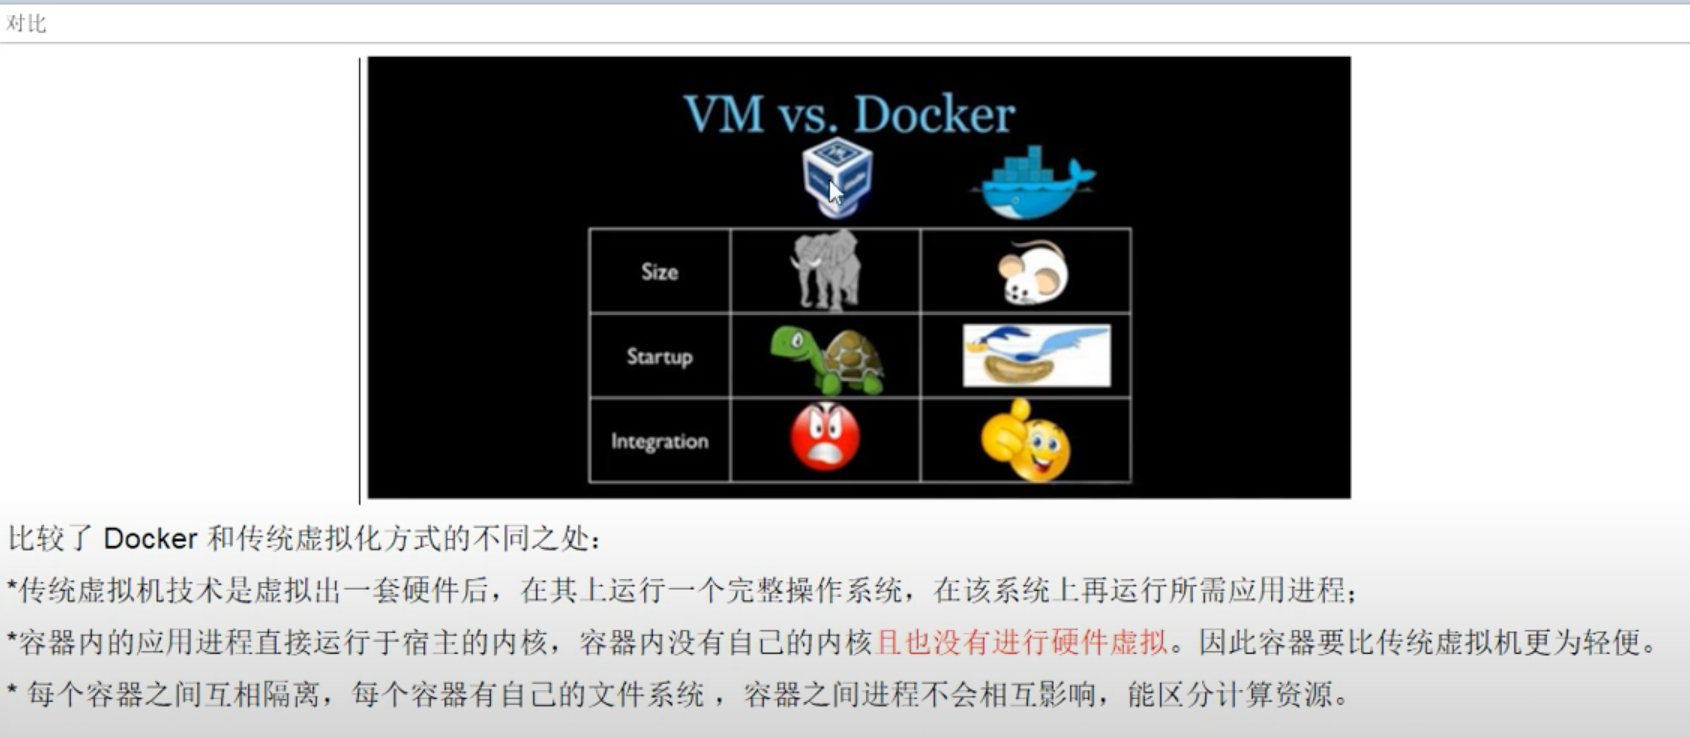 对比
VM vs. Docker
Size
Startup
Integration
比较了 Docker 和传统虚拟化方式的不同之处：
*传统虚拟机技术是虚拟出一套硬件后，在其上运行一个完整操作系统，在该系统上再运行所需应用进程；
*容器内的应用进程直接运行于宿主的内核，容器内没有自己的内核且也没有进行硬件虚拟。因此容器要比传统虚拟机更为轻便。
* 每个容器之间互相隔离，每个容器有自己的文件系统 ，容器之间进程不会相互影响，能区分计算资源。